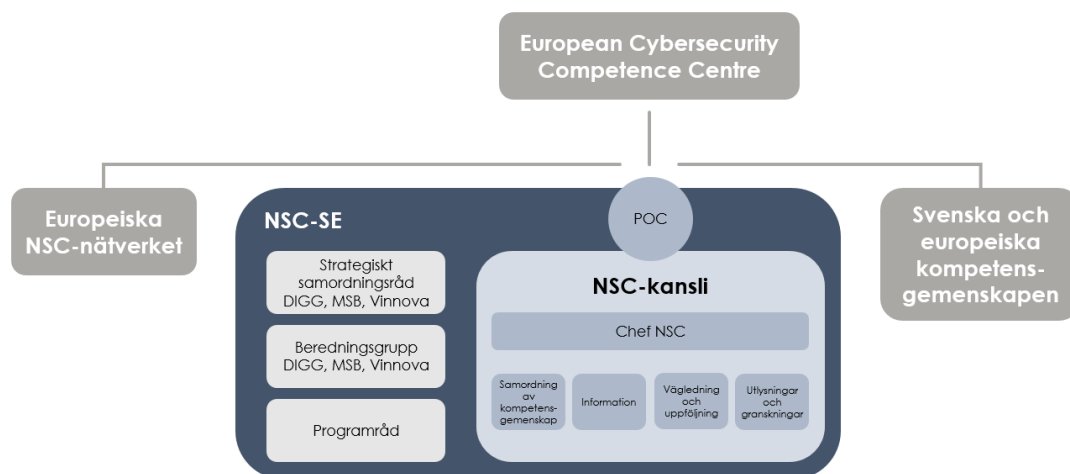 European Cybersecurity
Competence Centre
Europeiska
NSC-nätverket
NSC-SE
POC
Svenska och
europeiska
kompetens-
gemenskapen
Strategiskt
samordningsråd
DIGG, MSB, Vinnova
Beredningsgrupp
DIGG, MSB, Vinnova
Programråd
NSC-kansli
Chef NSC
Samordning
av
kompetens-
gemenskap
Information
Vägledning
och
uppföljning
Utlysningar
och
granskningar